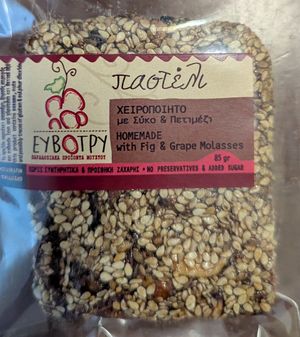 παστέλι
ΧΕΙΡΟΠΟΙΗΤΟ
με Σύκο & Πετιμέζι
HOMEMADE
with Fig & Grape Molasses
85 gr
ΕΥΒΟΤΡΥ
ΠΑΡΑΔΟΣΙΑΚΑ ΠΡΟΪΟΝΤΑ ΜΟΥΣΤΟΥ
ΧΩΡΙΣ ΣΥΝΤΗΡΗΤΙΚΑ & ΠΡΟΣΘΗΚΗ ΖΑΧΑΡΗΣ • NO PRESERVATIVES & ADDED SUGAR